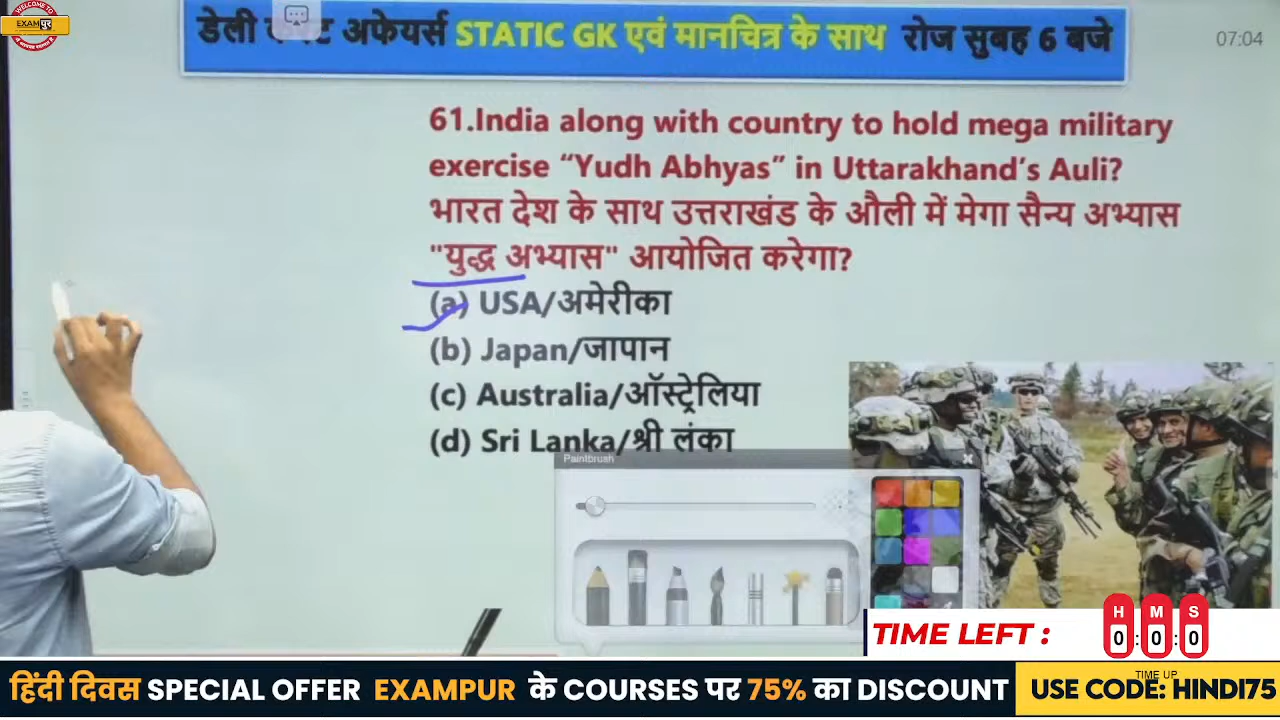 WELCOME TO
EXAMपुर
डेली अफेयर्स STATIC GK एवं मानचित्र के साथ रोज सुबह 6 बजे
07:04
61.India along with country to hold mega military
exercise “Yudh Abhyas” in Uttarakhand’s Auli?
भारत देश के साथ उत्तराखंड के औली में मेगा सैन्य अभ्यास
"युद्ध अभ्यास" आयोजित करेगा?
(a) USA/अमेरीका
(b) Japan/जापान
(c) Australia/ऑस्ट्रेलिया
(d) Sri Lanka/श्री लंका
Paintbrush
TIME LEFT :
H M S
0:0:0
TIME UP
हिंदी दिवस SPECIAL OFFER EXAMPUR के COURSES पर 75% का DISCOUNT
USE CODE: HINDI75